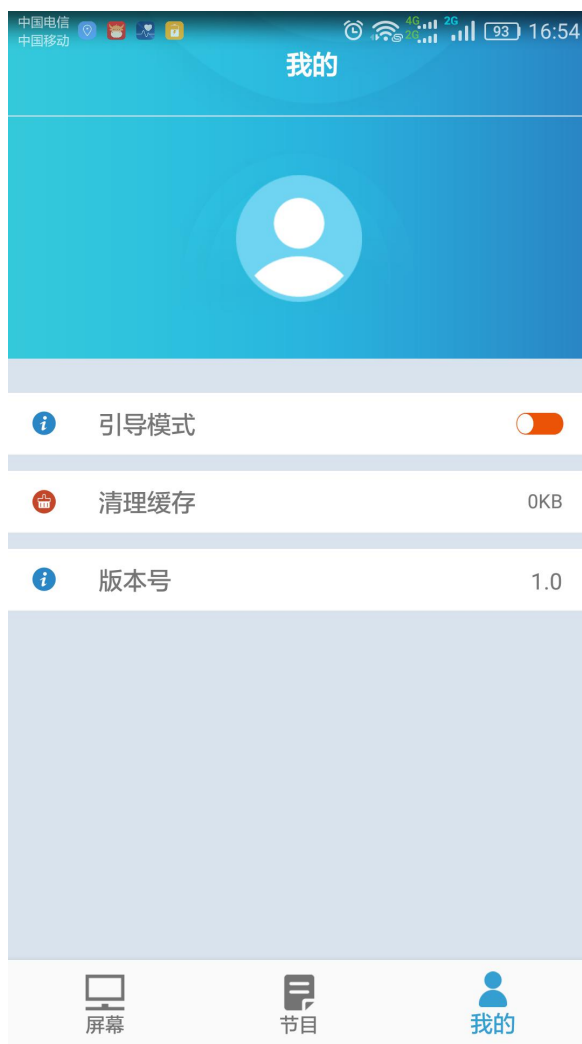 中国电信
中国移动
4G
2G
2G
93
16:54
我的
引导模式
清理缓存 0KB
版本号 1.0
屏幕 节目 我的